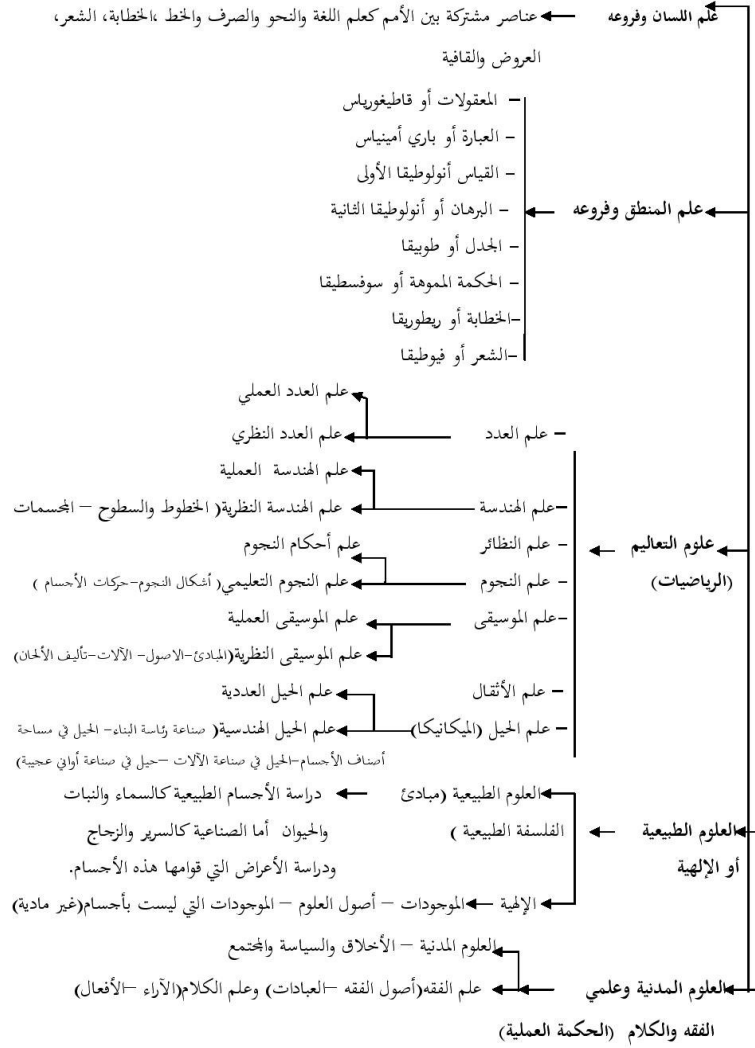 علم اللسان وفروعه عناصر مشتركة بين الأمم كعلم اللغة والنحو والصرف والخط ،الخطابة، الشعر،
العروض والقافية
– المعقولات أو قاطيغورياس
– العبارة أو باري أمينياس
– القياس أنولوطيقا الأولى
علم المنطق وفروعه – البرهان أو أنولوطيقا الثانية
– الجدل أو طوبيقا
– الحكمة المموهة أو سوفسطيقا
–الخطابة أو ريطوريقا
–الشعر أو فيوطيقا
علم العدد العملي
– علم العدد علم العدد النظري
علم الهندسة العملية
–علم الهندسة علم الهندسة النظرية( الخطوط والسطوح – المجسمات
علوم التعاليم – علم النظائر علم أحكام النجوم
(الرياضيات) – علم النجوم علم النجوم التعليمي( أشكال النجوم-حركات الأجسام )
–علم الموسيقى علم الموسيقى العملية
علم الموسيقى النظرية(المبادئ-الاصول- الآلات-تأليف الألحان)
– علم الأثقال علم الحيل العددية
– علم الحيل (الميكانيكا) علم الحيل الهندسية( صناعة رئاسة البناء- الحيل في مساحة
أصناف الأجسام-الحيل في صناعة الآلات –حيل في صناعة أواني عجيبة)
العلوم الطبيعية (مبادئ دراسة الأجسام الطبيعية كالسماء والنبات
العلوم الطبيعية الفلسفة الطبيعية ) والحيوان أما الصناعية كالسرير والزجاج
أو الإلهية ودراسة الأعراض التي قوامها هذه الأجسام.
الإلهية الموجودات – أصول العلوم – الموجودات التي ليست بأجسام(غير مادية)
العلوم المدنية – الأخلاق والسياسة والمجتمع
العلوم المدنية وعلمي علم الفقه(أصول الفقه –العبادات) وعلم الكلام(الآراء –الأفعال)
الفقه والكلام (الحكمة العملية)